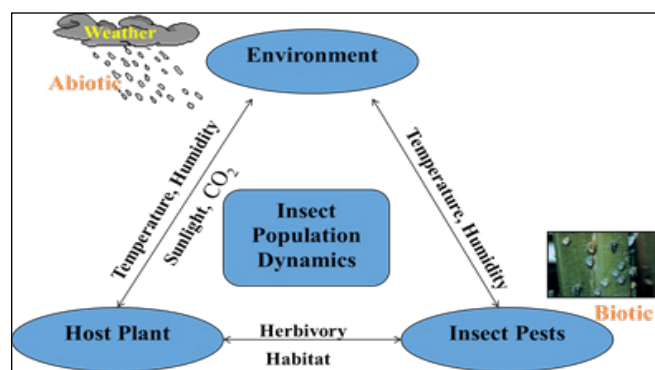 Weather
Environment
Abiotic
Temperature, Humidity
Sunlight, CO₂
Temperature, Humidity
Insect
Population
Dynamics
Biotic
Host Plant
Herbivory
Habitat
Insect Pests